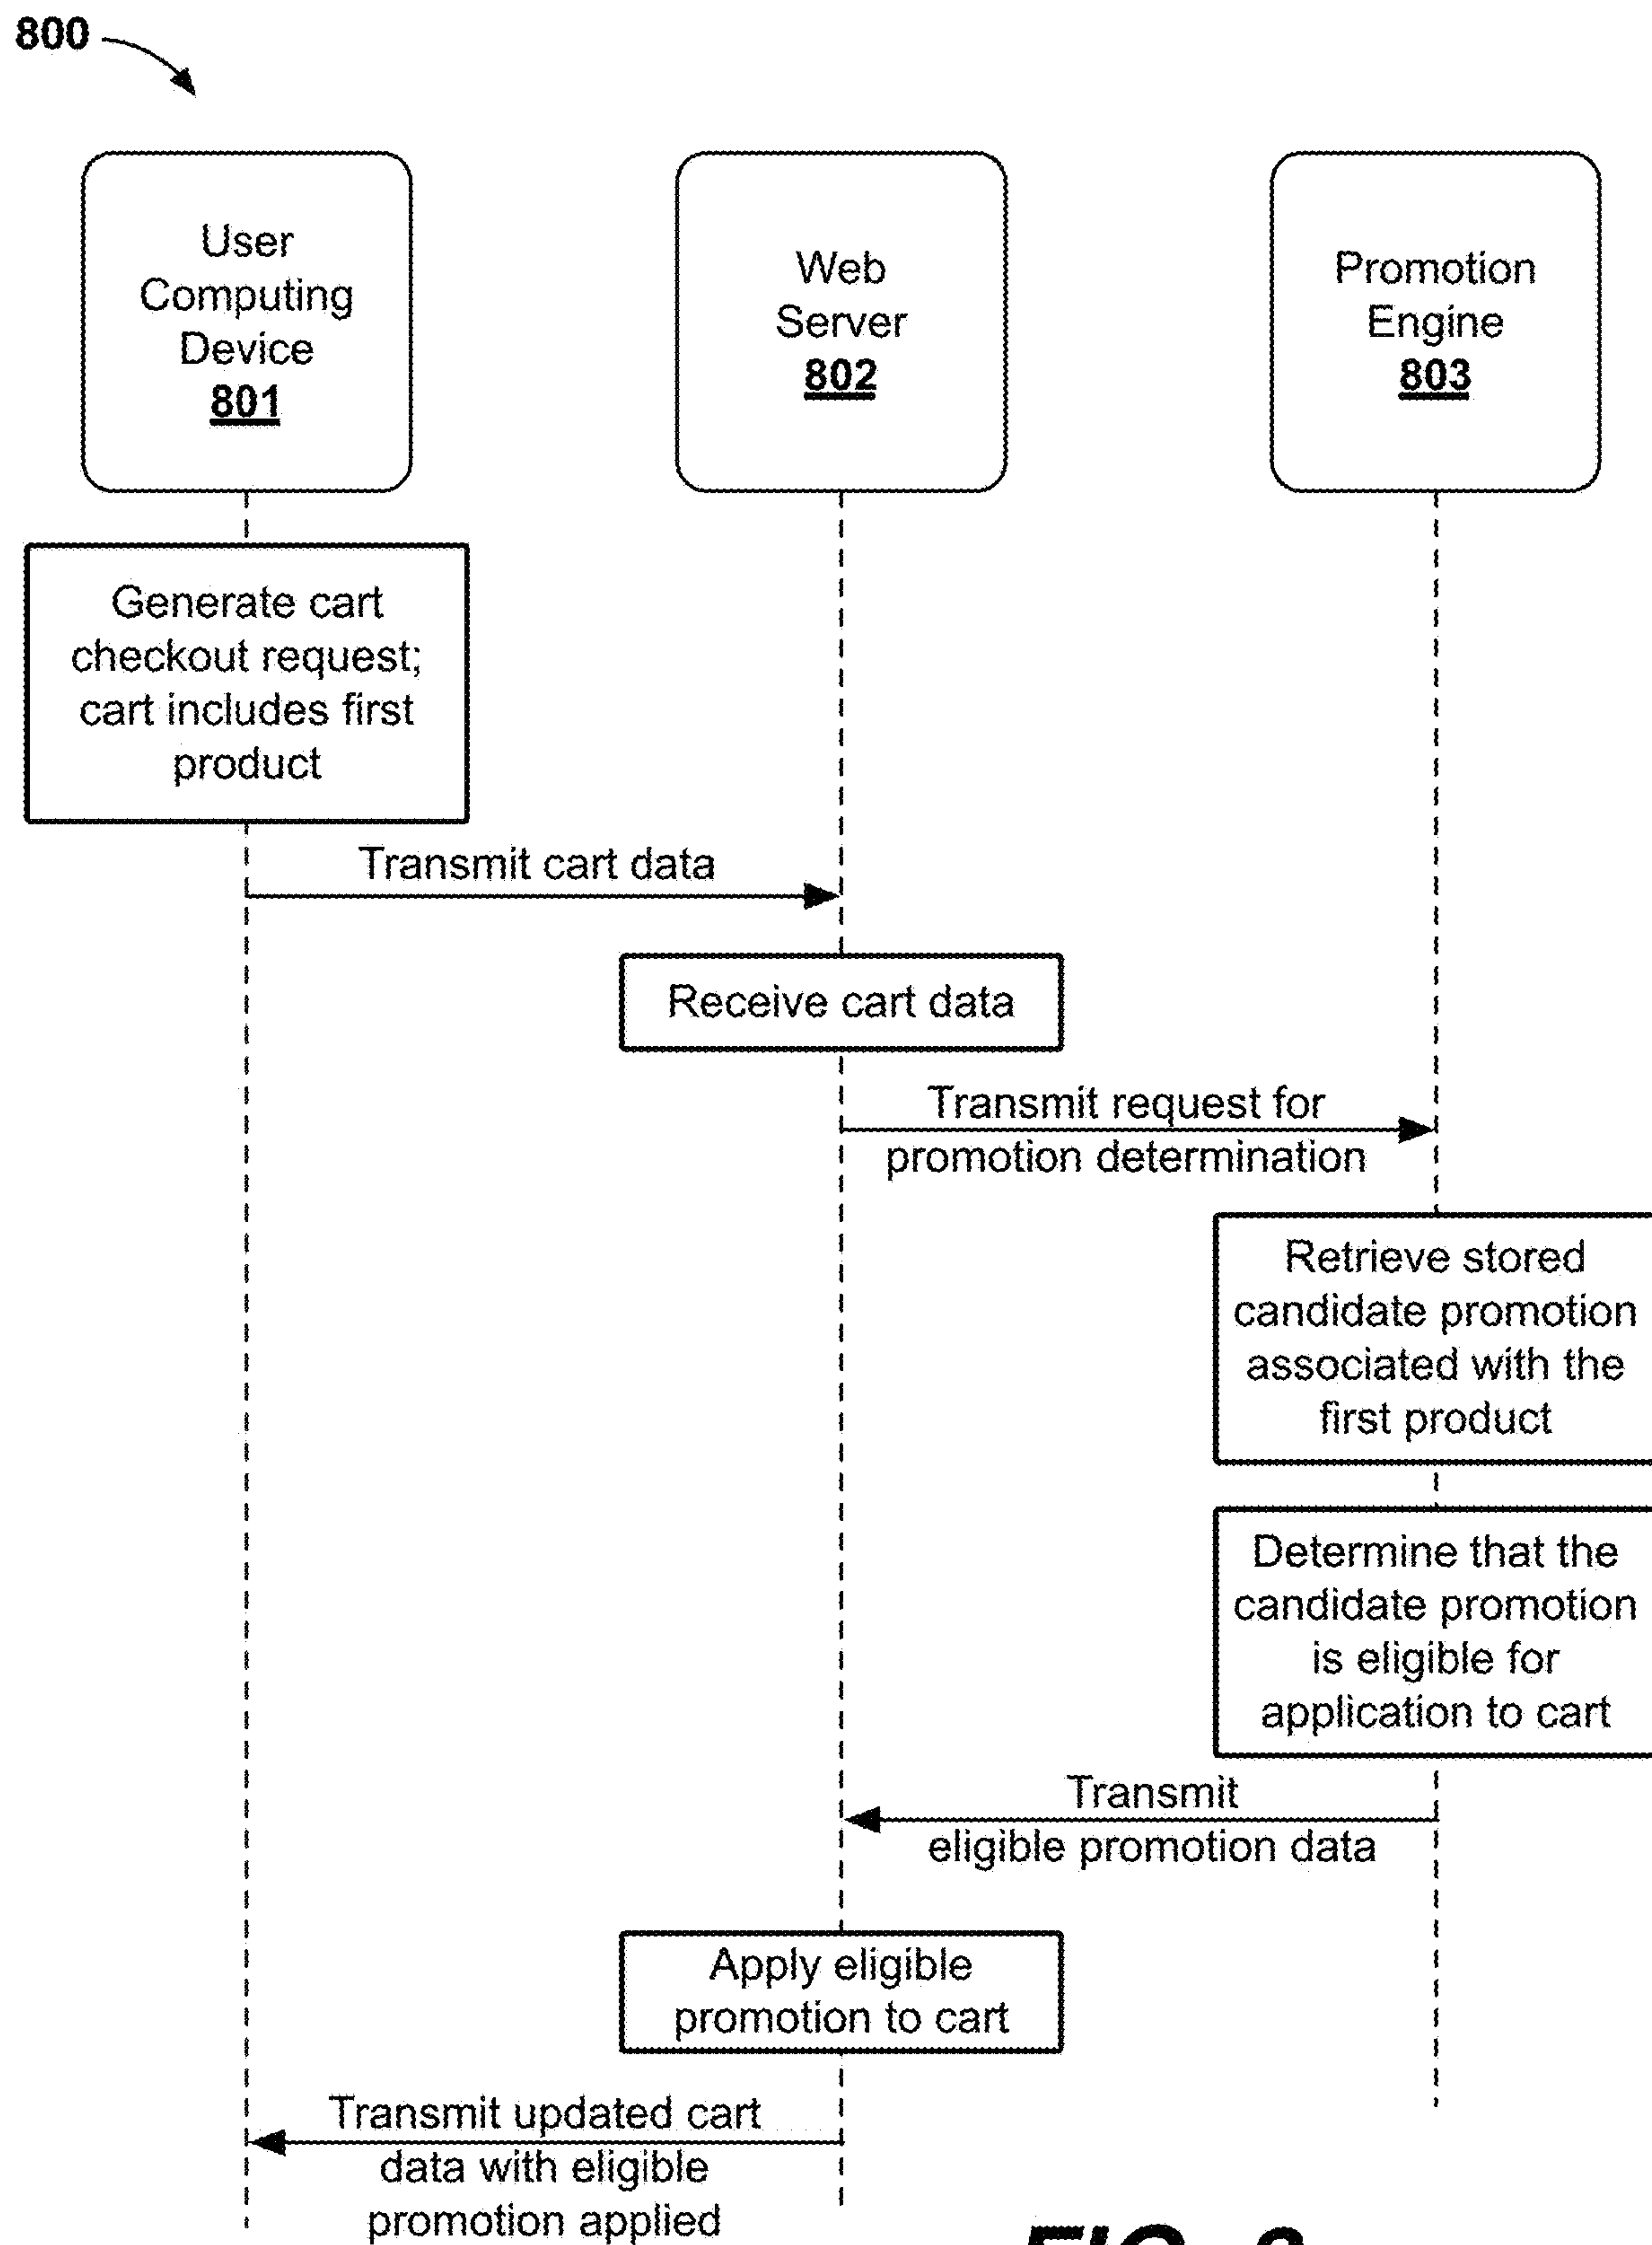 800
User
Computing
Device
801
Web
Server
802
Promotion
Engine
803
Generate cart
checkout request;
cart includes first
product
Transmit cart data
Receive cart data
Transmit request for
promotion determination
Retrieve stored
candidate promotion
associated with the
first product
Determine that the
candidate promotion
is eligible for
application to cart
Transmit
eligible promotion data
Apply eligible
promotion to cart
Transmit updated cart
data with eligible
promotion applied
FIG.